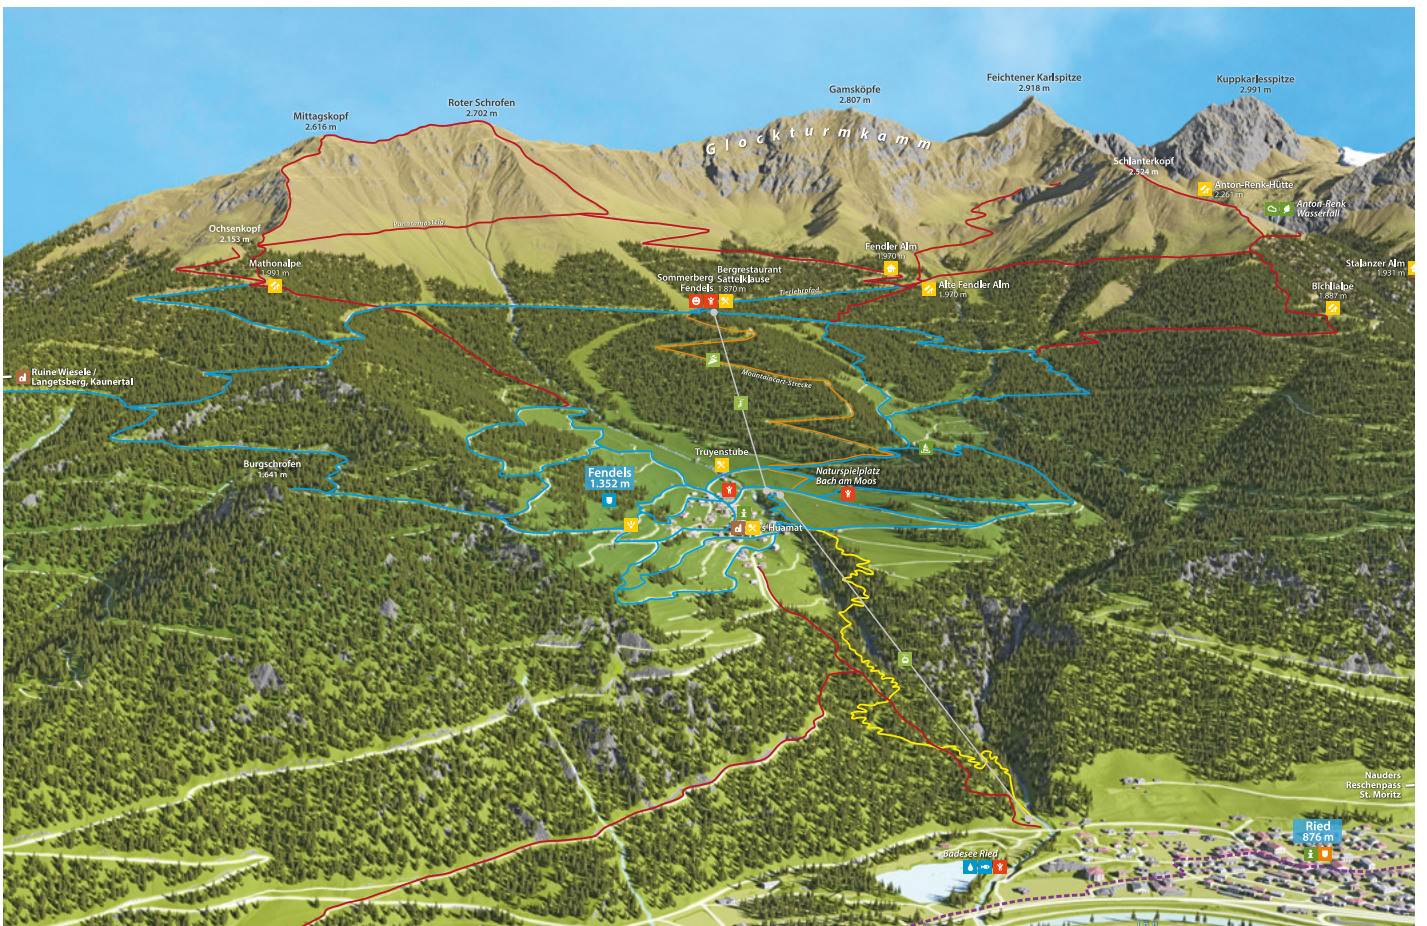 Feichtener Karlspitze
2.918 m
Kuppkarlesspitze
2.991 m
Gamsköpfe
2.807 m
Roter Schrofen
2.702 m
Mittagskopf
2.616 m
Glockturmkamm
Schlanterkopf
2.524 m
Anton-Renk-Hütte
2.261 m
Anton-Renk
Wasserfall
Panoramasteig
Ochsenkopf
2.153 m
Fendler Alm
1.970 m
Mathonalpe
1.991 m
Sommerberg
Fendels
Bergrestaurant
Sattelklause
1.870 m
Tierlehrpfad
Alte Fendler Alm
1.970 m
Stalanzer Alm
1.931 m
Bichlialpe
1.887 m
Ruine Wiesele /
Langetsberg, Kaunertal
Mountaincart-Strecke
Truyenstube
Burgschrofen
1.641 m
Fendels
1.352 m
Naturspielplatz
Bach am Moos
s'Huamat
Nauders
Reschenpass
St. Moritz
Ried
876 m
Badesee Ried